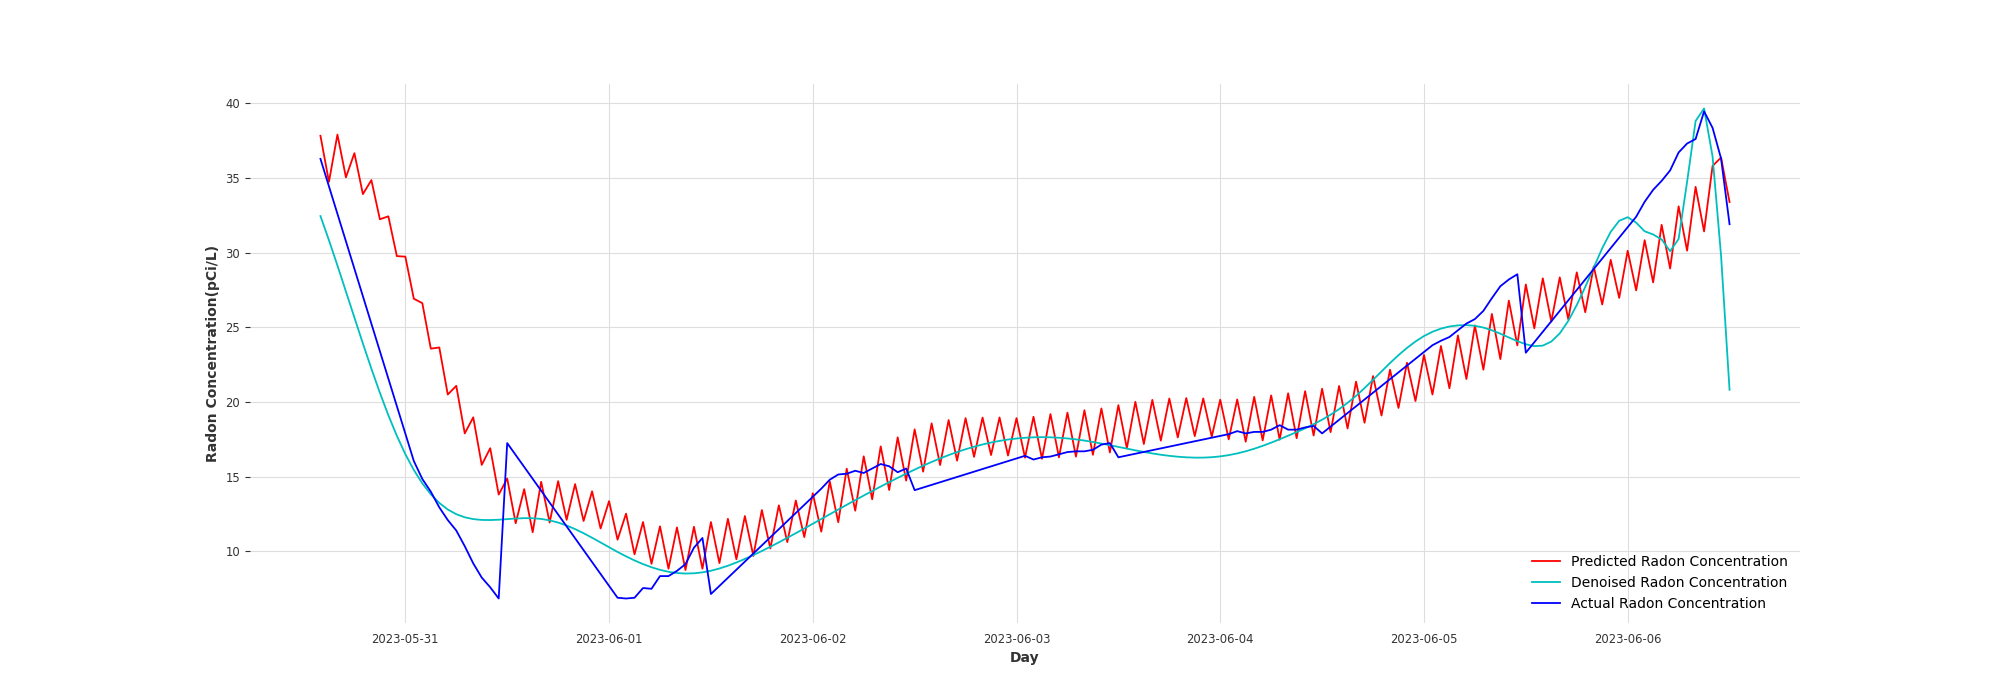 40
35
30
25
20
15
10
Radon Concentration(pCi/L)
2023-05-31 2023-06-01 2023-06-02 2023-06-03 2023-06-04 2023-06-05 2023-06-06
Day
Predicted Radon Concentration
Denoised Radon Concentration
Actual Radon Concentration